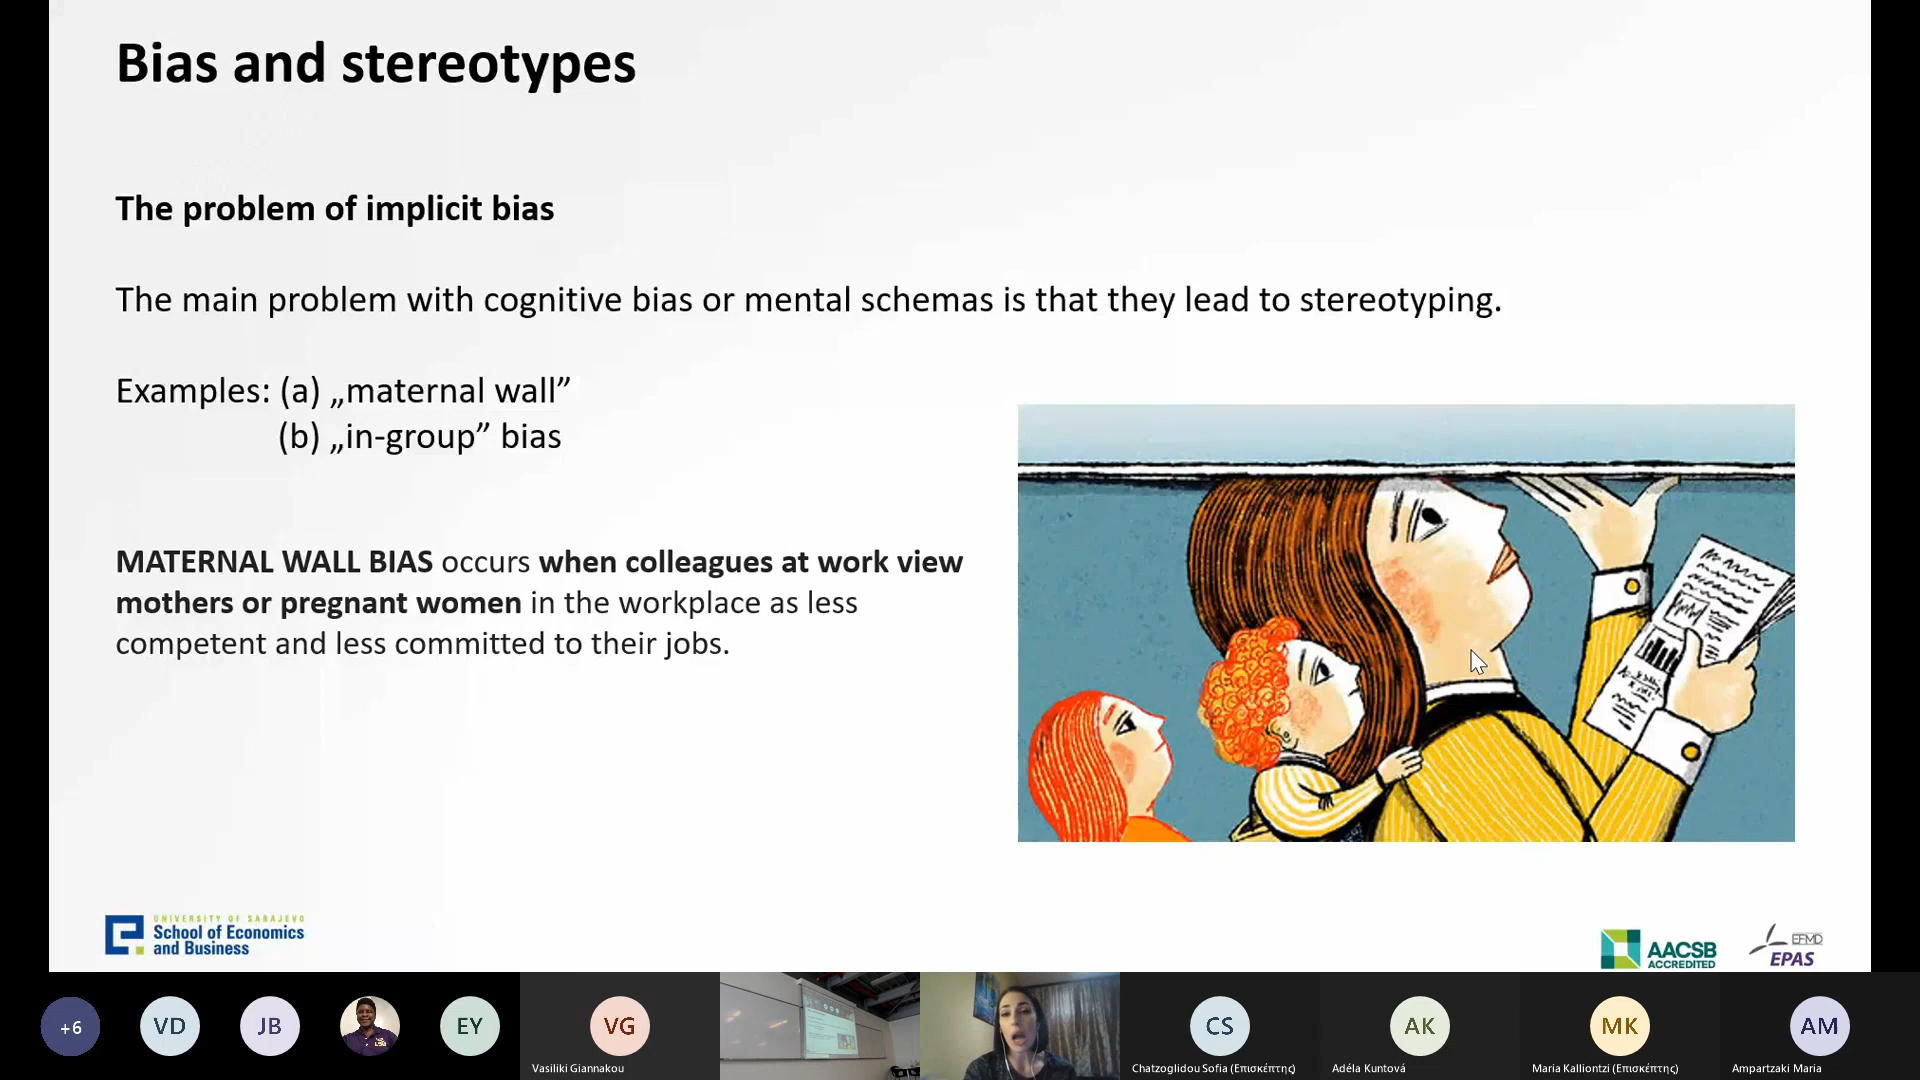 Bias and stereotypes
The problem of implicit bias
The main problem with cognitive bias or mental schemas is that they lead to stereotyping.
Examples: (a) „maternal wall”
(b) „in-group” bias
MATERNAL WALL BIAS occurs when colleagues at work view
mothers or pregnant women in the workplace as less
competent and less committed to their jobs.
UNIVERSITY OF SARAJEVO
School of Economics
and Business
AACSB
ACCREDITED
EFMD
EPAS
+6
VD
JB
EY
VG
CS
AK
MK
AM
Vasiliki Giannakou
Chatzoglidou Sofia (Επισκέπτης)
Adéla Kuntová
Maria Kalliontzi (Επισκέπτης)
Ampartzaki Maria